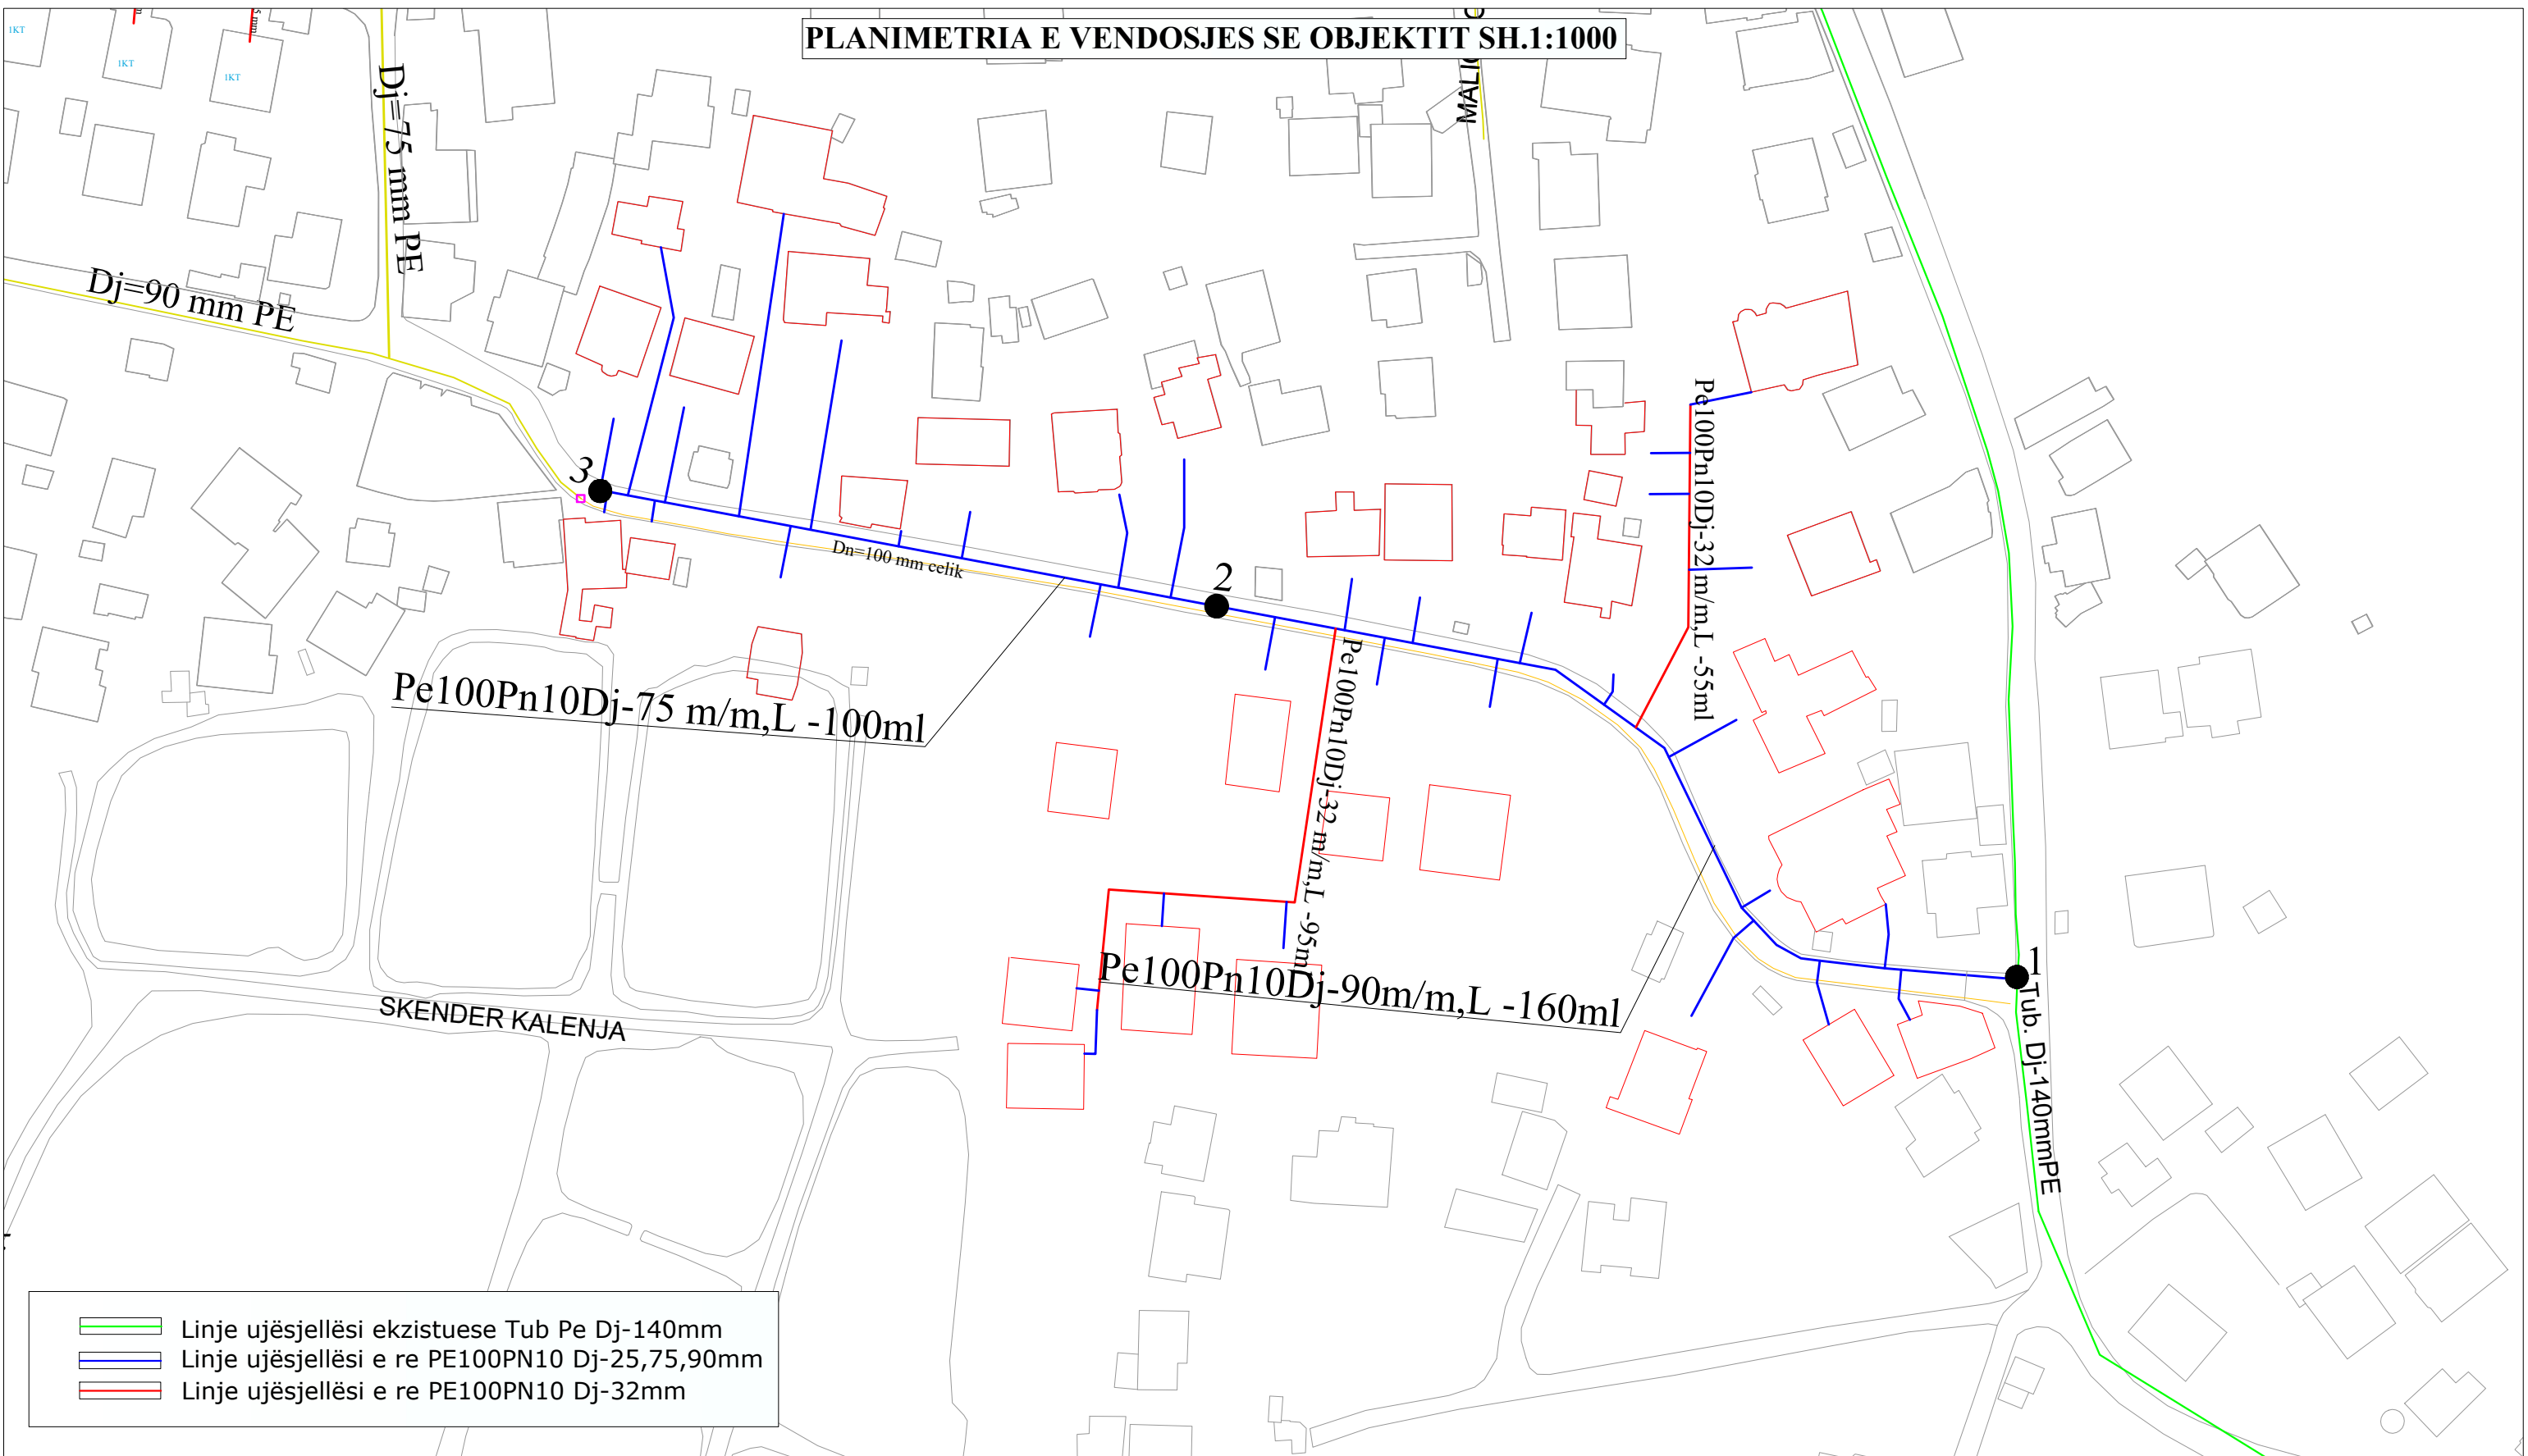 PLANIMETRIA E VENDOSJES SE OBJEKTIT SH.1:1000
1KT
1KT
1KT
Dj=75 mm PE
Dj=90 mm PE
3
Dn=100 mm celik
2
Pe100Pn10Dj-32 m/m,L -55ml
Pe100Pn10Dj-75 m/m,L -100ml
Pe100Pn10Dj-32 m/m,L -95ml
Pe100Pn10Dj-90m/m,L -160ml
1
Tub. Dj-140mmPE
SKENDER KALENJA
Linje ujësjellësi ekzistuese Tub Pe Dj-140mm
Linje ujësjellësi e re PE100PN10 Dj-25,75,90mm
Linje ujësjellësi e re PE100PN10 Dj-32mm